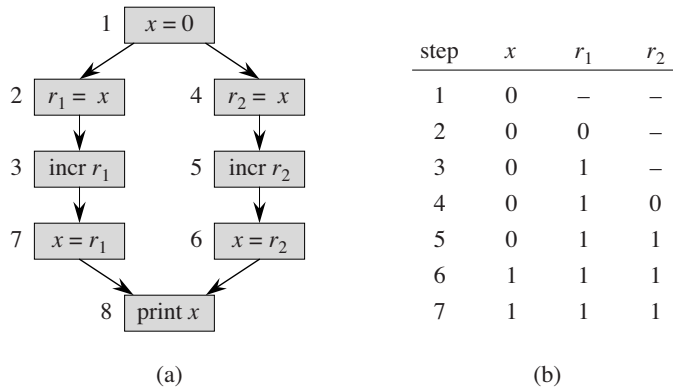 1 x = 0
2 r₁ = x 4 r₂ = x
3 incr r₁ 5 incr r₂
7 x = r₁ 6 x = r₂
8 print x
(a)
step x r₁ r₂
1 0 – –
2 0 0 –
3 0 1 –
4 0 1 0
5 0 1 1
6 1 1 1
7 1 1 1
(b)